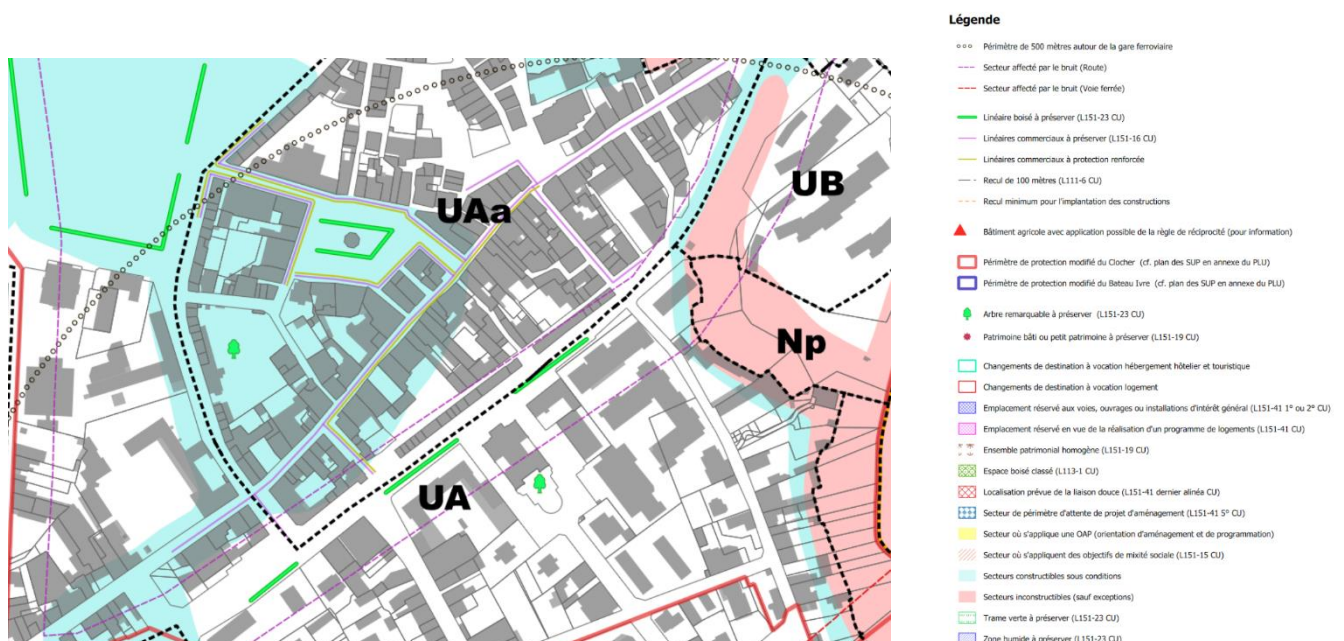 UAa
UB
Np
UA
Légende
Périmètre de 500 mètres autour de la gare ferroviaire
Secteur affecté par le bruit (Route)
Secteur affecté par le bruit (Voie ferrée)
Linéaire boisé à préserver (L151-23 CU)
Linéaires commerciaux à préserver (L151-16 CU)
Linéaires commerciaux à protection renforcée
Recul de 100 mètres (L111-6 CU)
Recul minimum pour l'implantation des constructions
Bâtiment agricole avec application possible de la règle de réciprocité (pour information)
Périmètre de protection modifié du Clocher (cf. plan des SUP en annexe du PLU)
Périmètre de protection modifié du Bateau Ivre (cf. plan des SUP en annexe du PLU)
Arbre remarquable à préserver (L151-23 CU)
Patrimoine bâti ou petit patrimoine à préserver (L151-19 CU)
Changements de destination à vocation hébergement hôtelier et touristique
Changements de destination à vocation logement
Emplacement réservé aux voies, ouvrages ou installations d'intérêt général (L151-41 1° ou 2° CU)
Emplacement réservé en vue de la réalisation d'un programme de logements (L151-41 CU)
Ensemble patrimonial homogène (L151-19 CU)
Espace boisé classé (L113-1 CU)
Localisation prévue de la liaison douce (L151-41 dernier alinéa CU)
Secteur de périmètre d'attente de projet d'aménagement (L151-41 5° CU)
Secteur où s'applique une OAP (orientation d'aménagement et de programmation)
Secteur où s'appliquent des objectifs de mixité sociale (L151-15 CU)
Secteurs constructibles sous conditions
Secteurs inconstructibles (sauf exceptions)
Trame verte à préserver (L151-23 CU)
Zone humide à préserver (L151-23 CU)